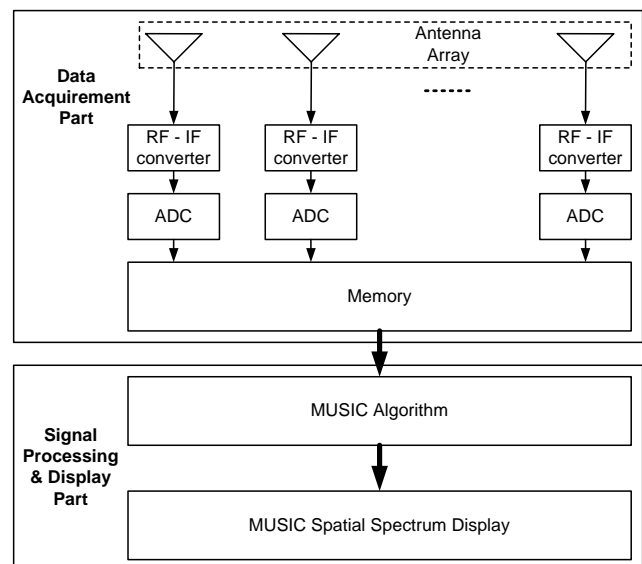 Antenna
Array
Data
Acquirement
Part
......
RF - IF
converter
RF - IF
converter
RF - IF
converter
ADC
ADC
ADC
Memory
MUSIC Algorithm
Signal
Processing
& Display
Part
MUSIC Spatial Spectrum Display